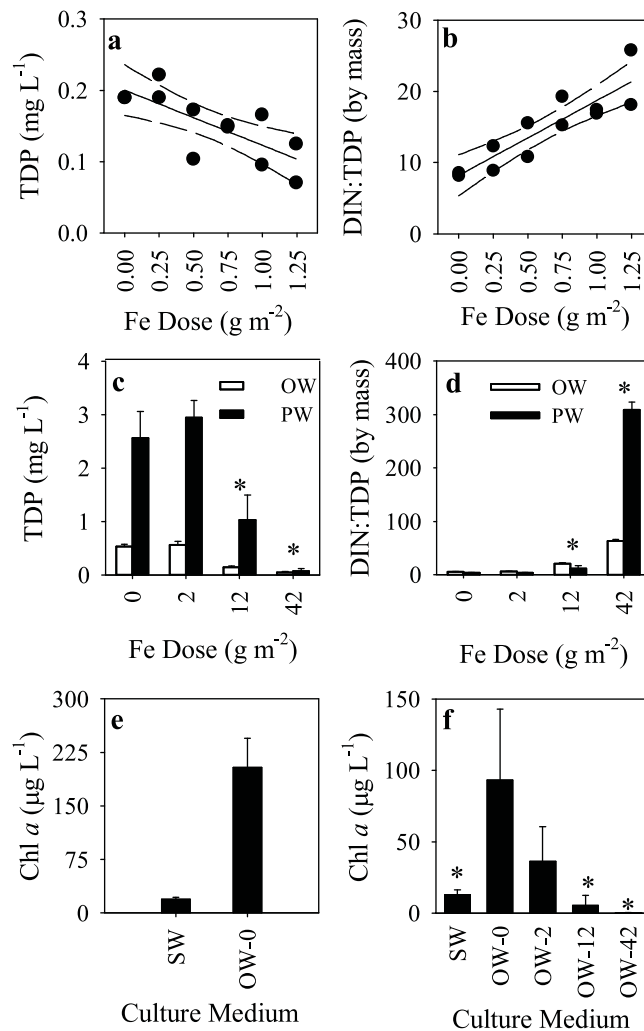 a
0.3
0.2
0.1
0.0
TDP (mg L⁻¹)
0.00
0.25
0.50
0.75
1.00
1.25
Fe Dose (g m⁻²)
b
30
20
10
0
DIN:TDP (by mass)
0.00
0.25
0.50
0.75
1.00
1.25
Fe Dose (g m⁻²)
c
OW
PW
4
3
2
1
0
TDP (mg L⁻¹)
*
*
0
2
12
42
Fe Dose (g m⁻²)
d
OW
PW
400
300
200
100
0
DIN:TDP (by mass)
*
*
0
2
12
42
Fe Dose (g m⁻²)
e
300
225
150
75
0
Chl a (µg L⁻¹)
SW
OW-0
Culture Medium
f
150
100
50
0
Chl a (µg L⁻¹)
*
*
*
SW
OW-0
OW-2
OW-12
OW-42
Culture Medium